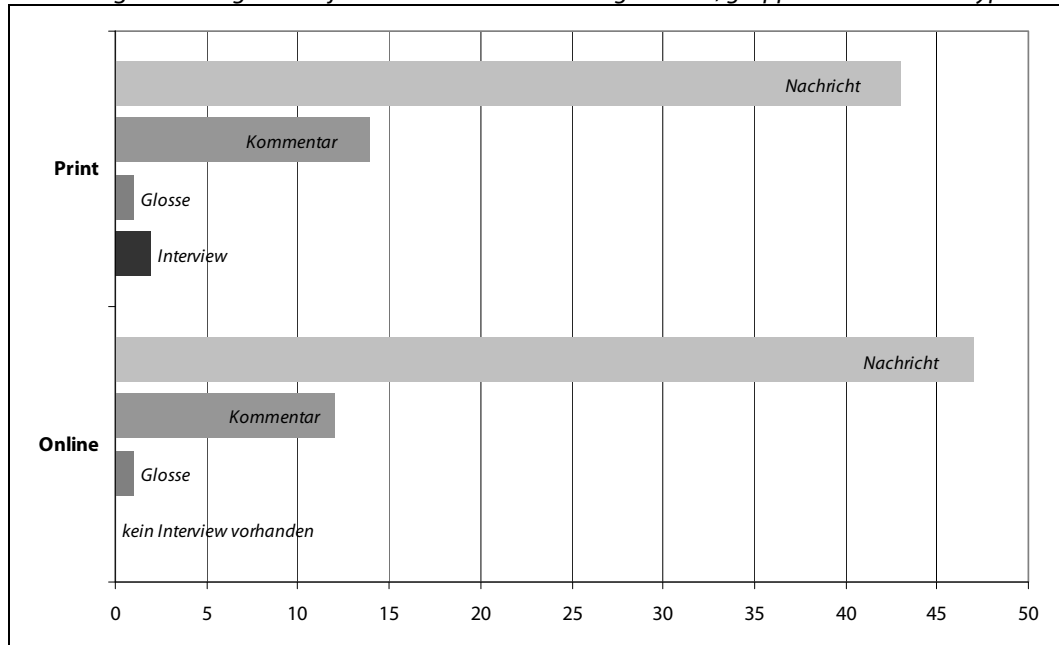 Nachricht
Kommentar
Print
Glosse
Interview
Nachricht
Kommentar
Online
Glosse
kein Interview vorhanden
0 5 10 15 20 25 30 35 40 45 50